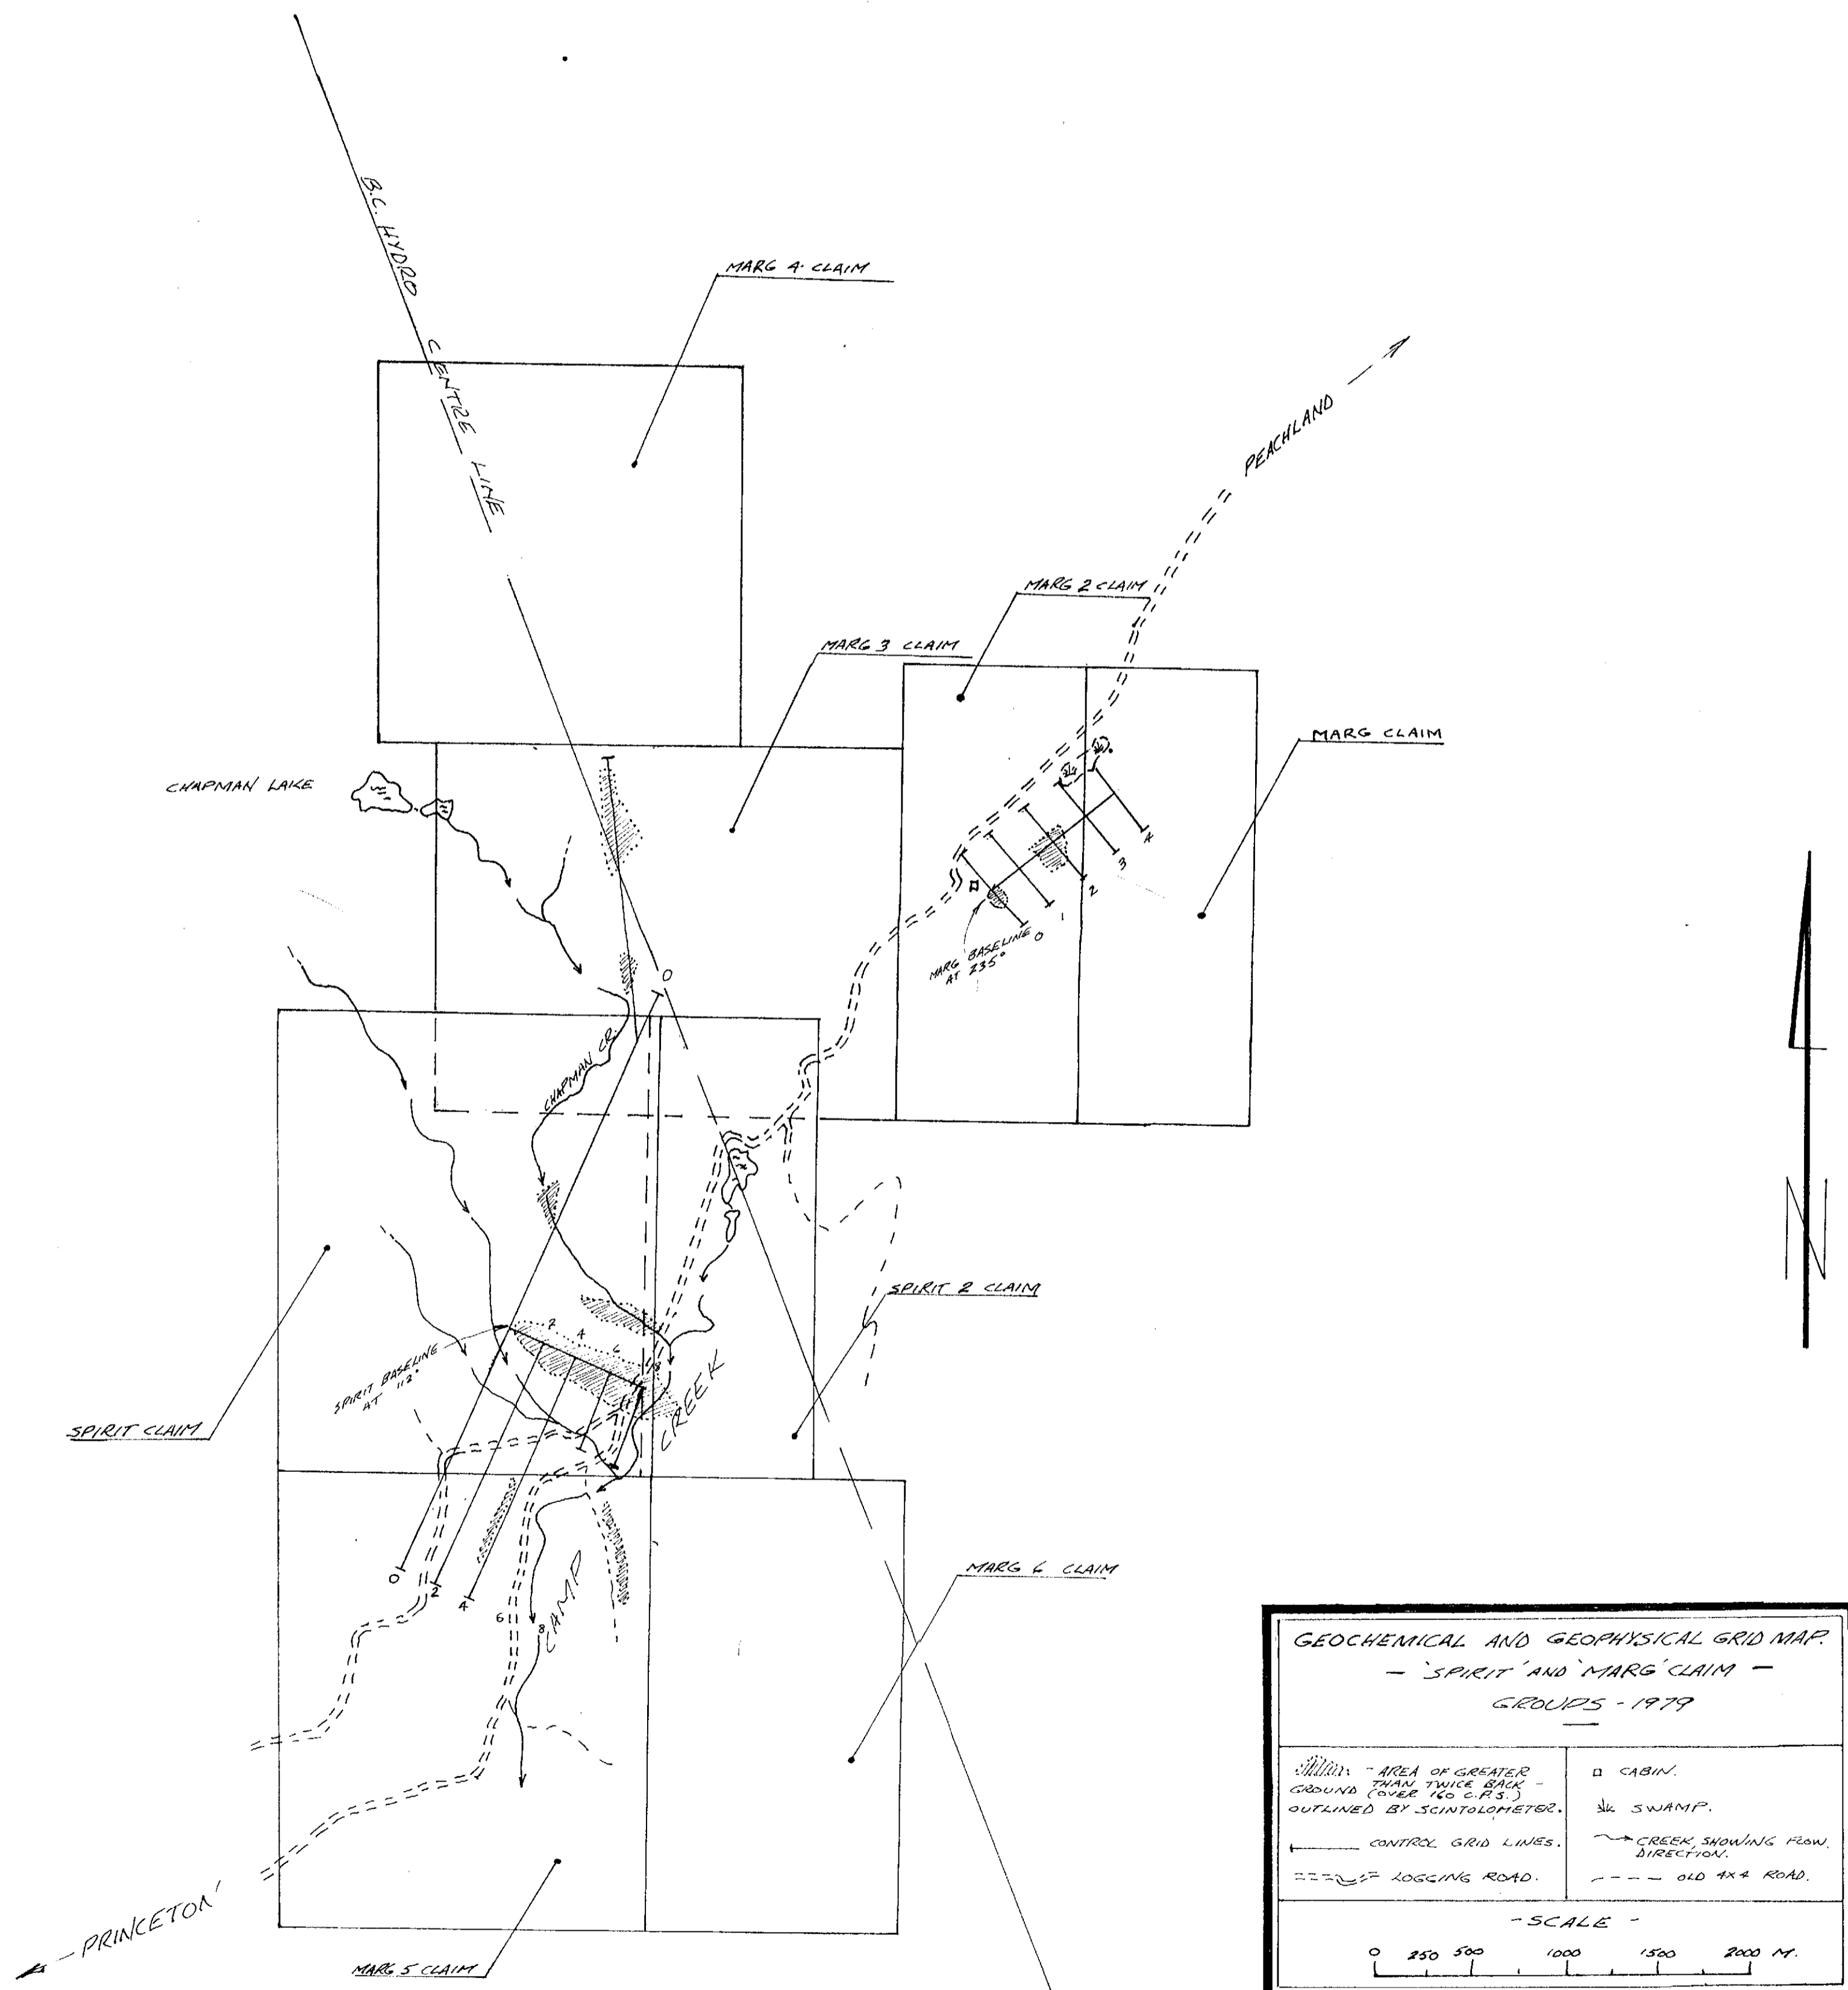 B.C. HYDRO CENTRE LINE
MARG 4 CLAIM
PEACHLAND
MARG 2 CLAIM
MARG 3 CLAIM
MARG CLAIM
CHAPMAN LAKE
4
3
2
1
0
MARG BASELINE
AT 235°
0
CHAPMAN CR.
SPIRIT 2 CLAIM
2
4
6
8
SPIRIT BASELINE
AT 112°
CREEK
SPIRIT CLAIM
MARG 6 CLAIM
0
2
4
6
8
CAMP
PRINCETON
MARG 5 CLAIM
N
GEOCHEMICAL AND GEOPHYSICAL GRID MAP.
- 'SPIRIT' AND 'MARG' CLAIM -
GROUPS - 1979
- AREA OF GREATER
THAN TWICE BACK -
GROUND (OVER 160 C.P.S.)
OUTLINED BY SCINTOLOMETER.
CONTROL GRID LINES.
LOGGING ROAD.
CABIN.
SWAMP.
CREEK, SHOWING FLOW
DIRECTION.
OLD 4X4 ROAD.
- SCALE -
0 250 500 1000 1500 2000 M.